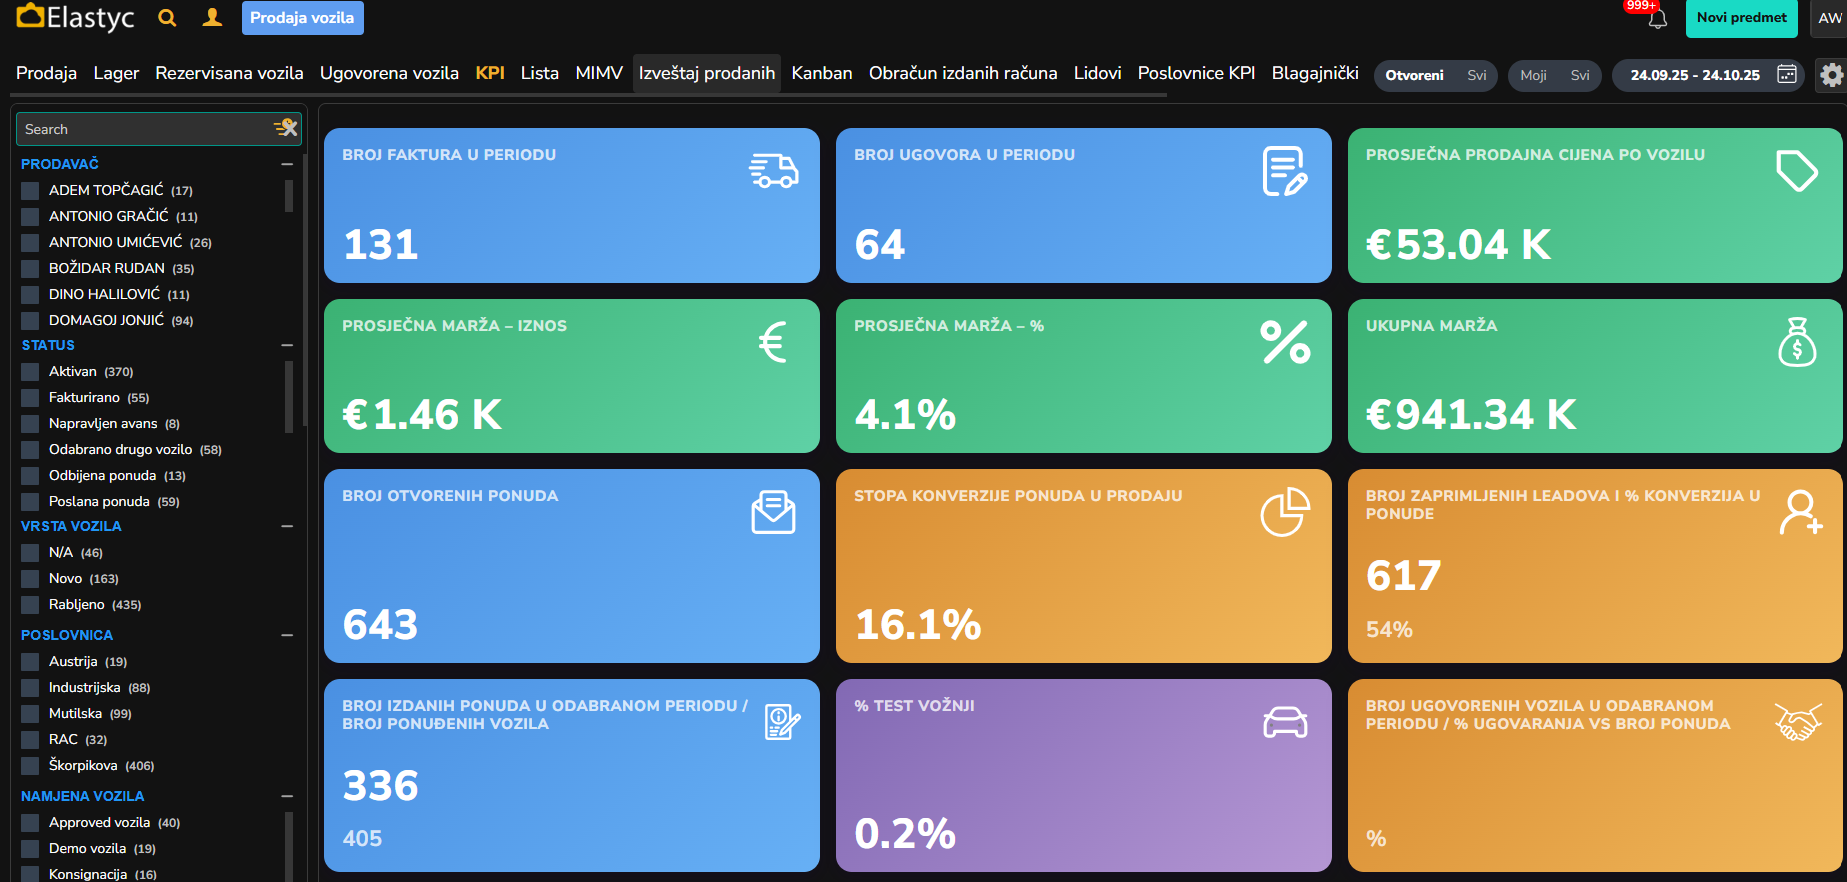 Elastyc
Prodaja vozila
999+
Novi predmet
AW
Prodaja
Lager
Rezervisana vozila
Ugovorena vozila
KPI
Lista
MIMV
Izveštaj prodanih
Kanban
Obračun izdanih računa
Lidovi
Poslovnice KPI
Blagajnički
Otvoreni Svi
Moji Svi
24.09.25 - 24.10.25
Search
PRODAVAČ
ADEM TOPČAGIĆ (17)
ANTONIO GRAČIĆ (11)
ANTONIO UMIĆEVIĆ (26)
BOŽIDAR RUDAN (35)
DINO HALILOVIĆ (11)
DOMAGOJ JONJIĆ (94)
STATUS
Aktivan (370)
Fakturirano (55)
Napravljen avans (8)
Odabrano drugo vozilo (58)
Odbijena ponuda (13)
Poslana ponuda (59)
VRSTA VOZILA
N/A (46)
Novo (163)
Rabljeno (435)
POSLOVNICA
Austrija (19)
Industrijska (88)
Mutilska (99)
RAC (32)
Škorpikova (406)
NAMJENA VOZILA
Approved vozila (40)
Demo vozila (19)
Konsignacija (16)
BROJ FAKTURA U PERIODU
131
BROJ UGOVORA U PERIODU
64
PROSJEČNA PRODAJNA CIJENA PO VOZILU
€53.04 K
PROSJEČNA MARŽA – IZNOS
€
€1.46 K
PROSJEČNA MARŽA – %
%
4.1%
UKUPNA MARŽA
$
€941.34 K
BROJ OTVORENIH PONUDA
643
STOPA KONVERZIJE PONUDA U PRODAJU
16.1%
BROJ ZAPRIMLJENIH LEADOVA I % KONVERZIJA U
PONUDE
617
54%
BROJ IZDANIH PONUDA U ODABRANOM PERIODU /
BROJ PONUĐENIH VOZILA
336
405
% TEST VOŽNJI
0.2%
BROJ UGOVORENIH VOZILA U ODABRANOM
PERIODU / % UGOVARANJA VS BROJ PONUDA
%